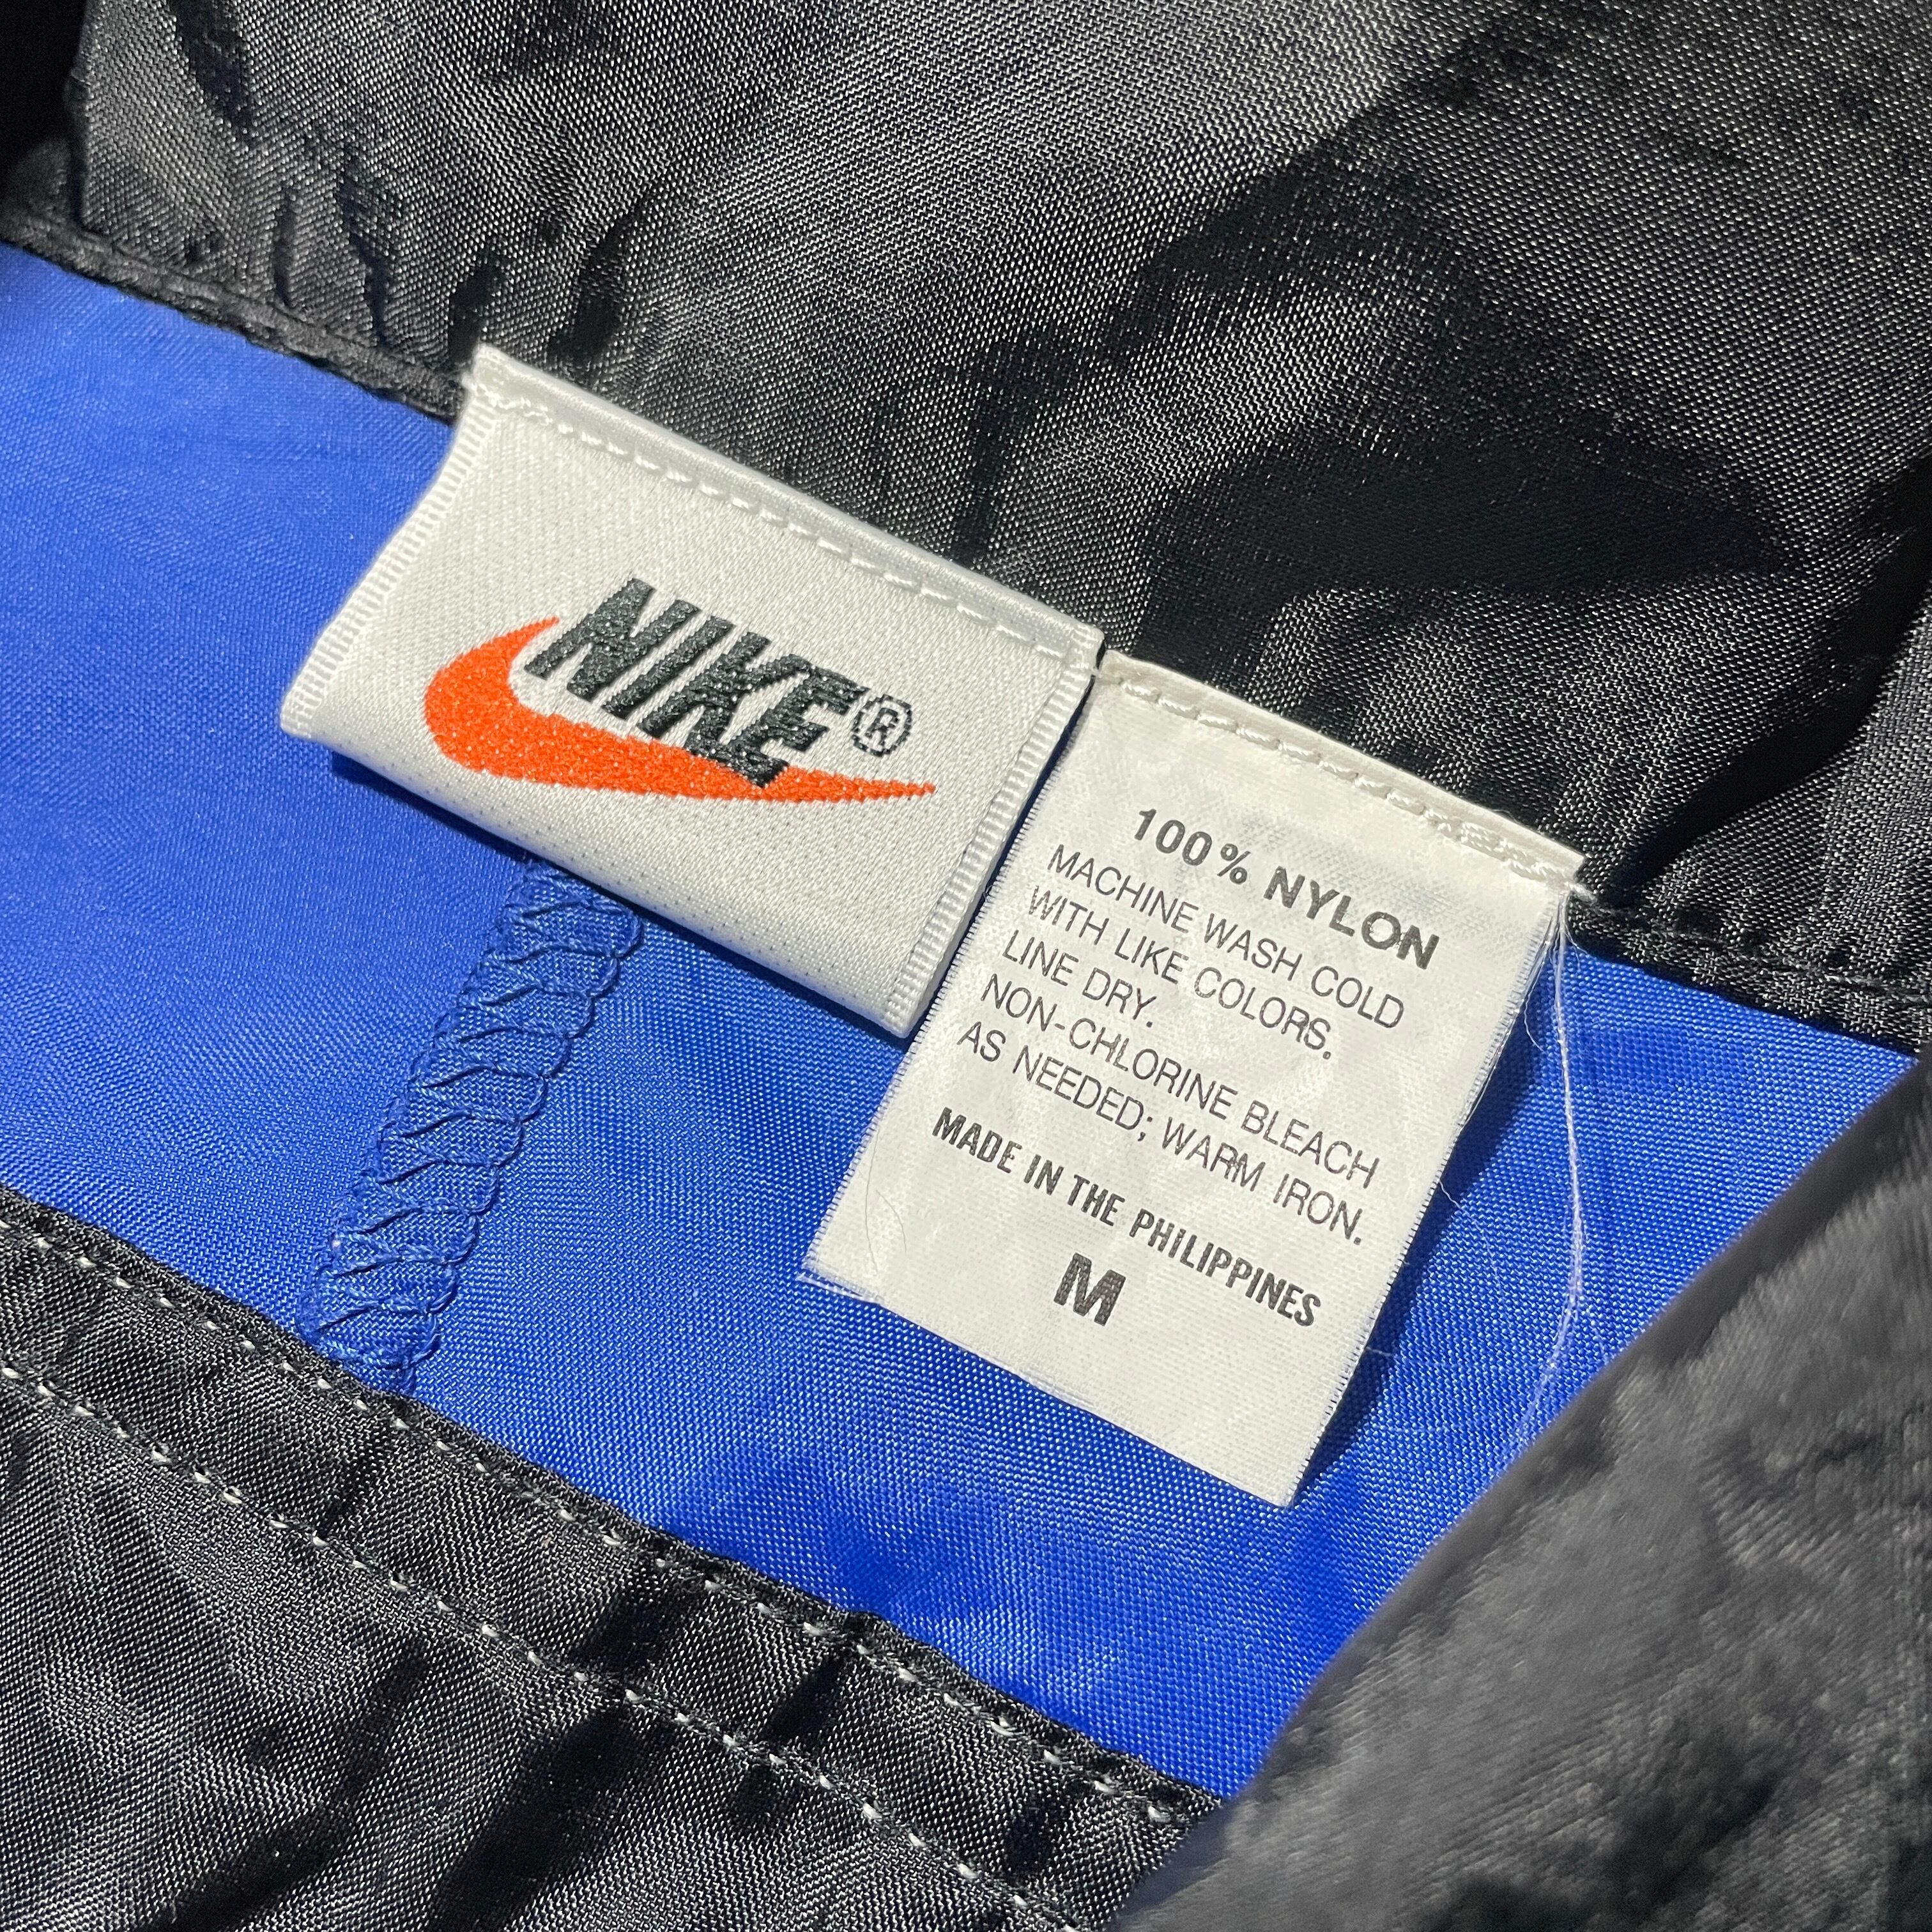 NIKE®
100% NYLON
MACHINE WASH COLD
WITH LIKE COLORS.
LINE DRY.
NON-CHLORINE BLEACH
AS NEEDED; WARM IRON.
MADE IN THE PHILIPPINES
M